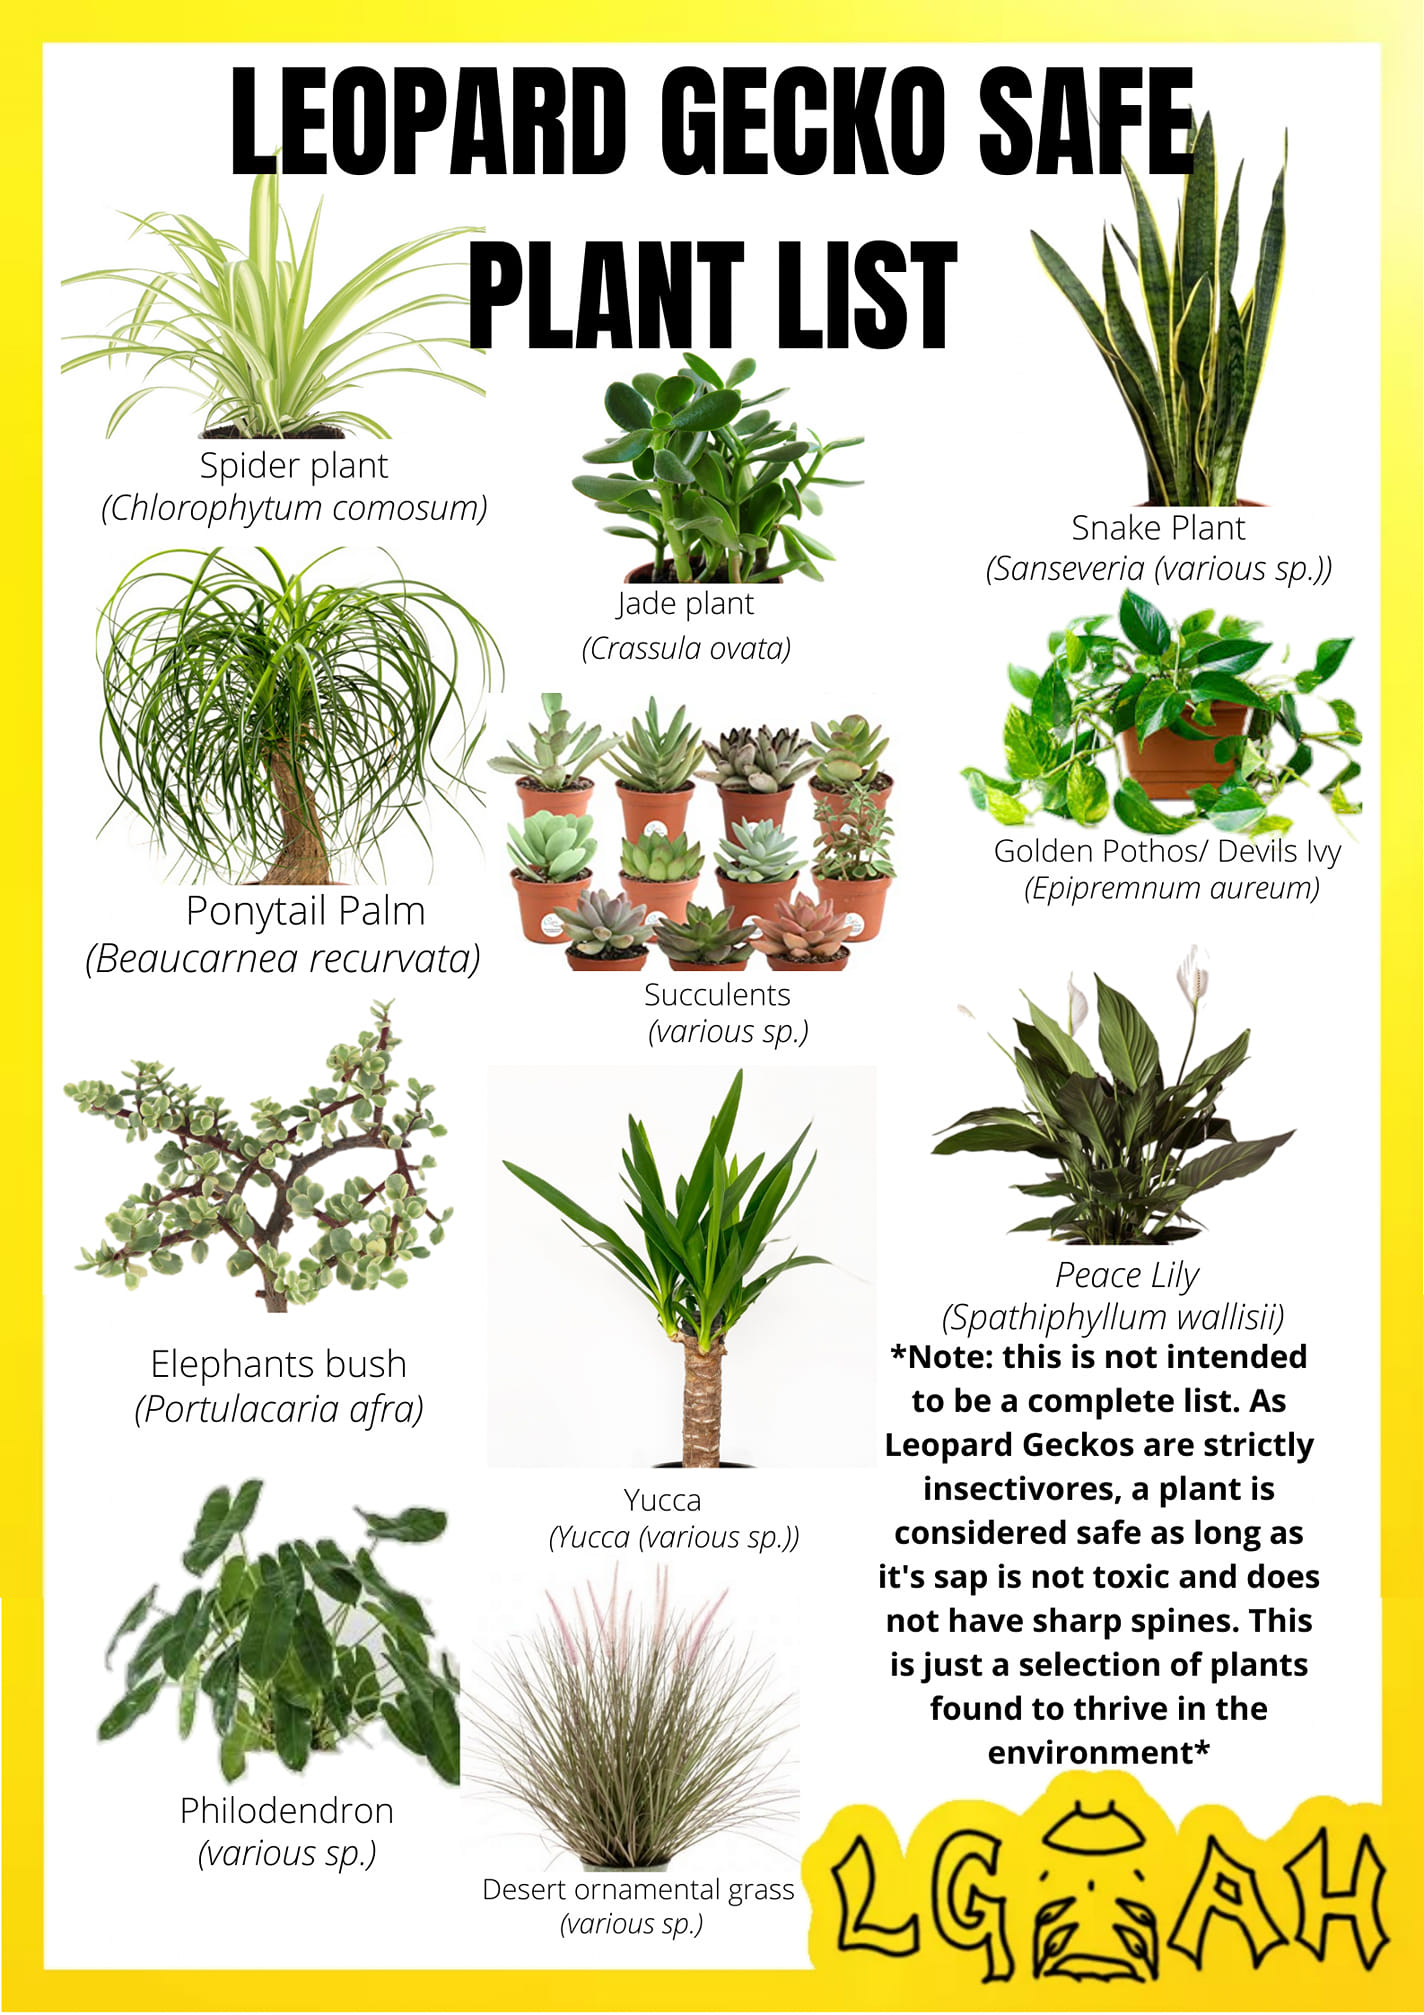 LEOPARD GECKO SAFE
PLANT LIST
Spider plant
(Chlorophytum comosum)
Jade plant
(Crassula ovata)
Snake Plant
(Sanseveria (various sp.))
Ponytail Palm
(Beaucarnea recurvata)
Succulents
(various sp.)
Golden Pothos/ Devils Ivy
(Epipremnum aureum)
Elephants bush
(Portulacaria afra)
Yucca
(Yucca (various sp.))
Peace Lily
(Spathiphyllum wallisii)
*Note: this is not intended
to be a complete list. As
Leopard Geckos are strictly
insectivores, a plant is
considered safe as long as
it's sap is not toxic and does
not have sharp spines. This
is just a selection of plants
found to thrive in the
environment*
Philodendron
(various sp.)
Desert ornamental grass
(various sp.)
LG AH